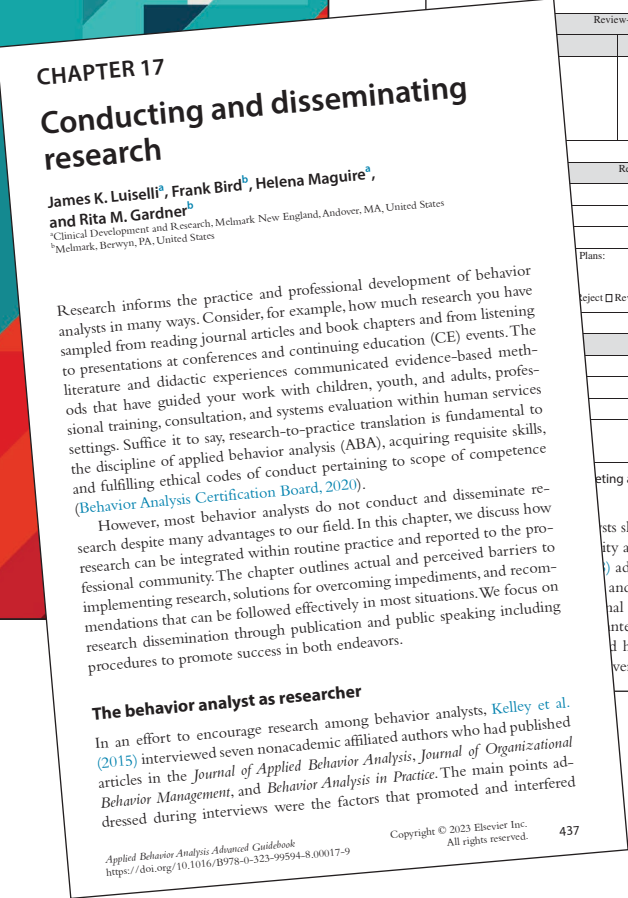 CHAPTER 17
Conducting and disseminating
research
James K. Luiselliᵃ, Frank Birdᵇ, Helena Maguireᵃ,
and Rita M. Gardnerᵇ
ᵃClinical Development and Research, Melmark New England, Andover, MA, United States
ᵇMelmark, Berwyn, PA, United States
Research informs the practice and professional development of behavior
analysts in many ways. Consider, for example, how much research you have
sampled from reading journal articles and book chapters and from listening
to presentations at conferences and continuing education (CE) events. The
literature and didactic experiences communicated evidence-based meth-
ods that have guided your work with children, youth, and adults, profes-
sional training, consultation, and systems evaluation within human services
settings. Suffice it to say, research-to-practice translation is fundamental to
the discipline of applied behavior analysis (ABA), acquiring requisite skills,
and fulfilling ethical codes of conduct pertaining to scope of competence
(Behavior Analysis Certification Board, 2020).
However, most behavior analysts do not conduct and disseminate re-
search despite many advantages to our field. In this chapter, we discuss how
research can be integrated within routine practice and reported to the pro-
fessional community. The chapter outlines actual and perceived barriers to
implementing research, solutions for overcoming impediments, and recom-
mendations that can be followed effectively in most situations. We focus on
research dissemination through publication and public speaking including
procedures to promote success in both endeavors.
The behavior analyst as researcher
In an effort to encourage research among behavior analysts, Kelley et al.
(2015) interviewed seven nonacademic affiliated authors who had published
articles in the Journal of Applied Behavior Analysis, Journal of Organizational
Behavior Management, and Behavior Analysis in Practice. The main points ad-
dressed during interviews were the factors that promoted and interfered
Applied Behavior Analysis Advanced Guidebook
https://doi.org/10.1016/B978-0-323-99594-8.00017-9
Copyright © 2023 Elsevier Inc.
All rights reserved.
437
Review-
Plans: